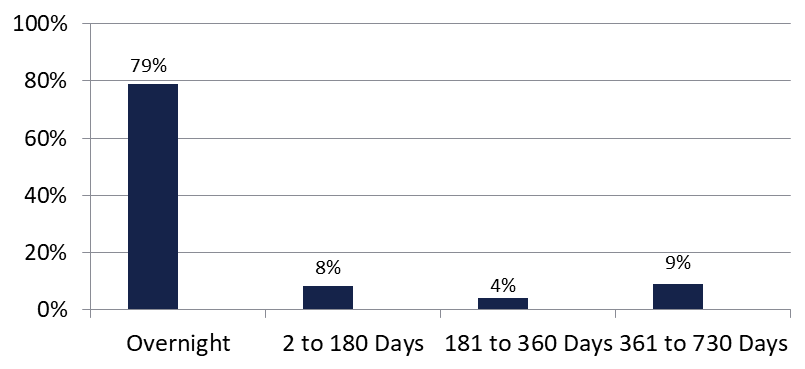 100%
79%
80%
60%
40%
20%
8%
4%
9%
0%
Overnight
2 to 180 Days
181 to 360 Days
361 to 730 Days